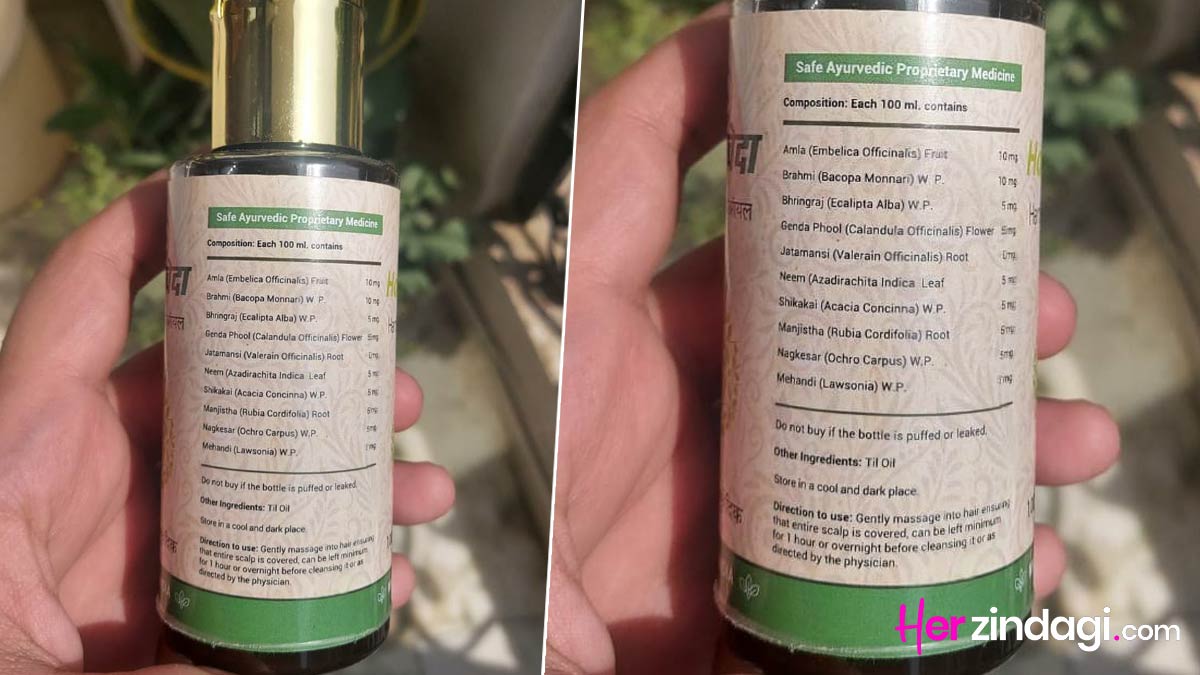 Safe Ayurvedic Proprietary Medicine
Composition: Each 100 ml. contains
Amla (Embelica Officinalis) Fruit 10 mg
Brahmi (Bacopa Monnari) W P. 10 mg
Bhringraj (Ecalipta Alba) W.P. 5 mg
Genda Phool (Calandula Officinalis) Flower 5mg
Jatamansi (Valerain Officinalis) Root
Neem (Azadirachita Indica Leaf 5 mg
Shikakai (Acacia Concinna) W.P. 5 mg
Manjistha (Rubia Cordifolia) Root 5mg
Nagkesar (Ochro Carpus) W.P. 5mg
Mehandi (Lawsonia) W.P.
Do not buy if the bottle is puffed or leaked.
Other Ingredients: Til Oil
Store in a cool and dark place.
Direction to use: Gently massage into hair ensuring
that entire scalp is covered, can be left minimum
for 1 hour or overnight before cleansing it or as
directed by the physician.
Safe Ayurvedic Proprietary Medicine
Composition: Each 100 ml. contains
Amla (Embelica Officinalis) Fruit 10 mg
Brahmi (Bacopa Monnari) W P. 10 mg
Bhringraj (Ecalipta Alba) W.P. 5 mg
Genda Phool (Calandula Officinalis) Flower 5mg
Jatamansi (Valerain Officinalis) Root
Neem (Azadirachita Indica Leaf 5 mg
Shikakai (Acacia Concinna) W.P. 5 mg
Manjistha (Rubia Cordifolia) Root 5mg
Nagkesar (Ochro Carpus) W.P. 5mg
Mehandi (Lawsonia) W.P.
Do not buy if the bottle is puffed or leaked.
Other Ingredients: Til Oil
Store in a cool and dark place.
Direction to use: Gently massage into hair ensuring
that entire scalp is covered, can be left minimum
for 1 hour or overnight before cleansing it or as
directed by the physician.
Herzindagi.com